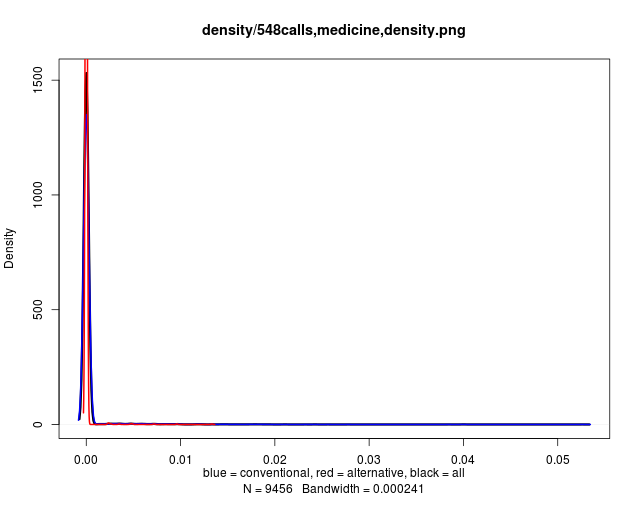 density/548calls,medicine,density.png
1500
1000
500
0
Density
0.00 0.01 0.02 0.03 0.04 0.05
blue = conventional, red = alternative, black = all
N = 9456 Bandwidth = 0.000241